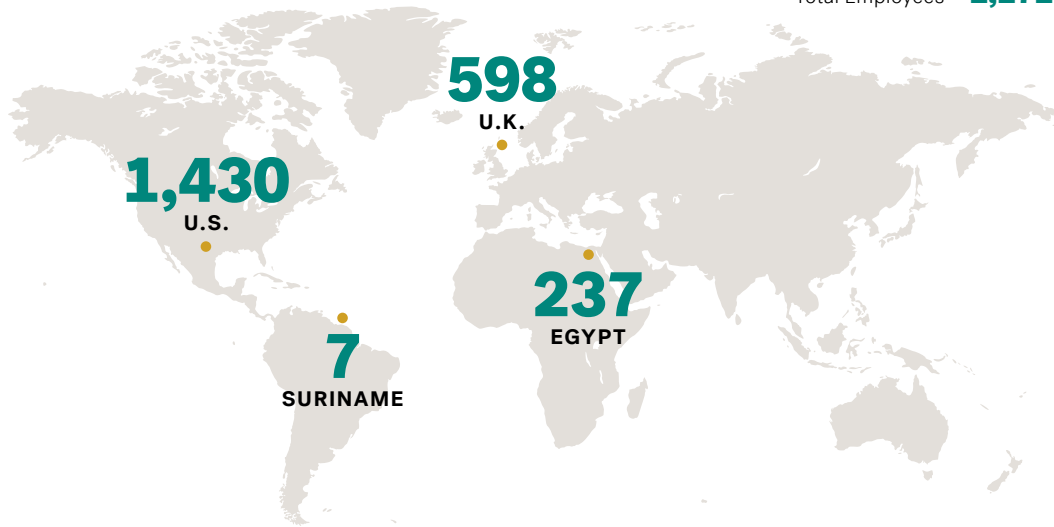 Total Employees
598
U.K.
1,430
U.S.
237
EGYPT
7
SURINAME